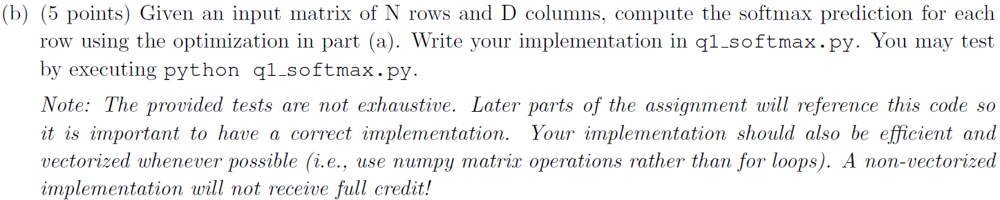 (b) (5 points) Given an input matrix of N rows and D columns, compute the softmax prediction for each
row using the optimization in part (a). Write your implementation in q1_softmax.py. You may test
by executing python q1_softmax.py.
Note: The provided tests are not exhaustive. Later parts of the assignment will reference this code so
it is important to have a correct implementation. Your implementation should also be efficient and
vectorized whenever possible (i.e., use numpy matrix operations rather than for loops). A non-vectorized
implementation will not receive full credit!